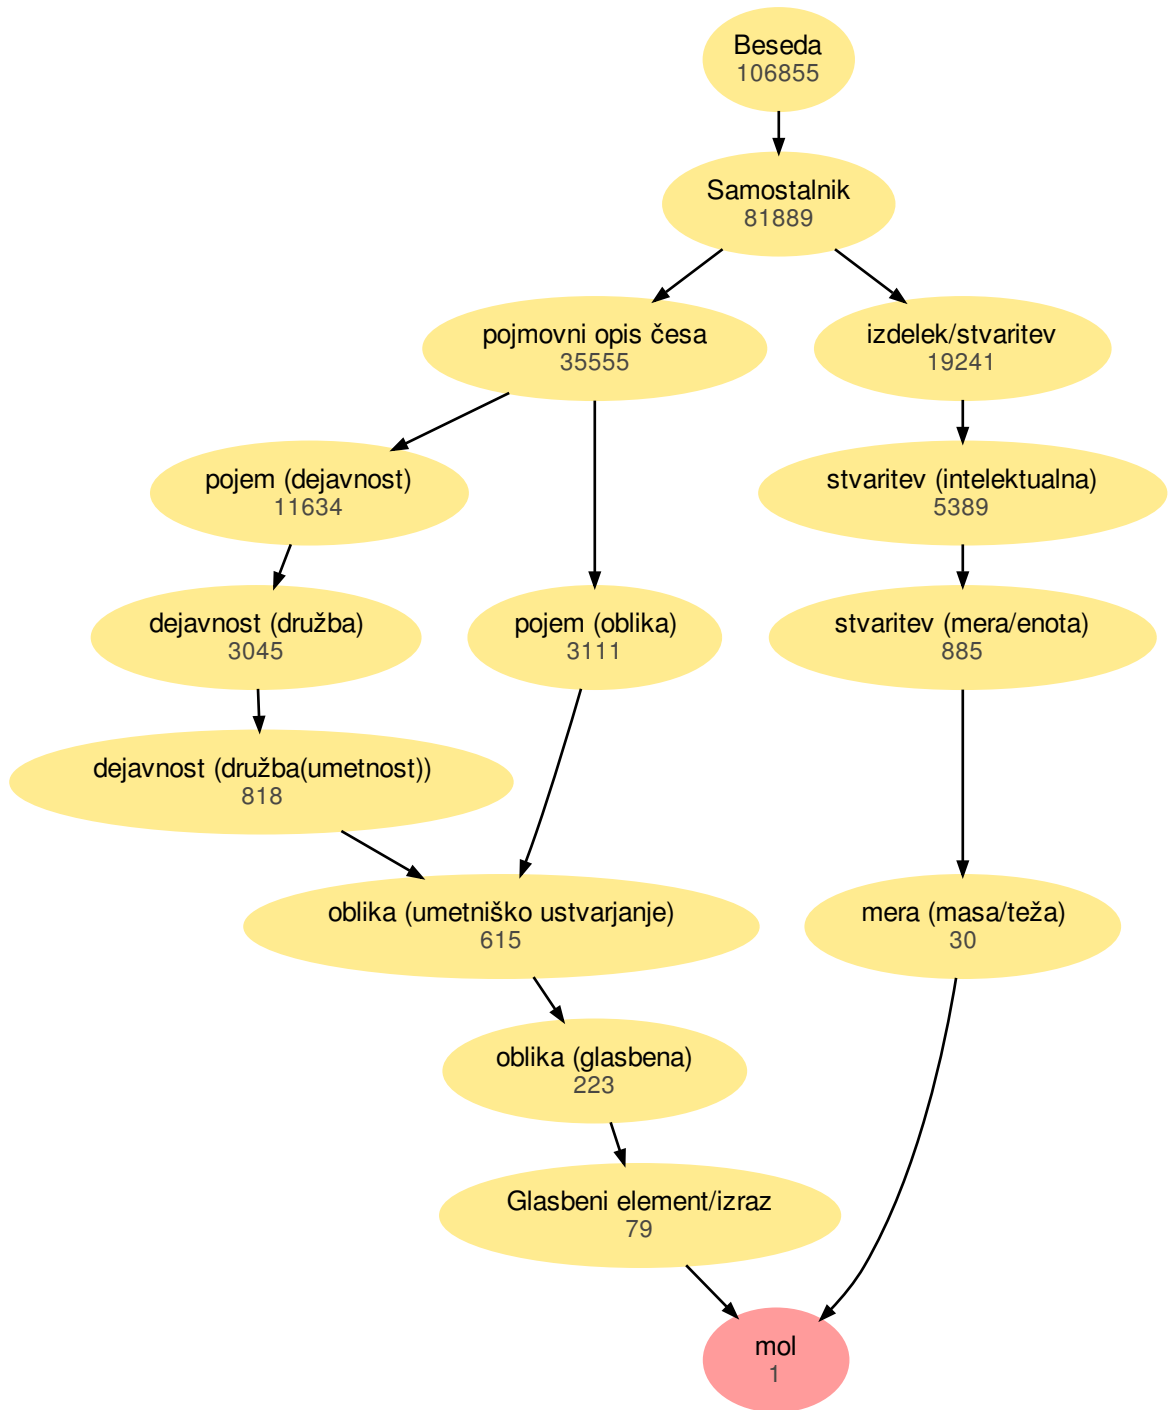 Beseda
106855
Samostalnik
81889
pojmovni opis česa
35555
izdelek/stvaritev
19241
pojem (dejavnost)
11634
stvaritev (intelektualna)
5389
dejavnost (družba)
3045
pojem (oblika)
3111
stvaritev (mera/enota)
885
dejavnost (družba(umetnost))
818
oblika (umetniško ustvarjanje)
615
mera (masa/teža)
30
oblika (glasbena)
223
Glasbeni element/izraz
79
mol
1